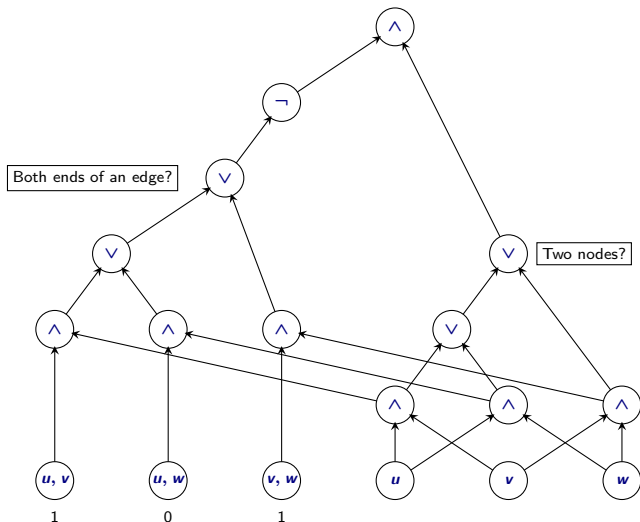 ∧
¬
Both ends of an edge? ∨
∨ ∨ Two nodes?
∧ ∧ ∧ ∨
∧ ∧ ∧
u, v u, w v, w u v w
1 0 1